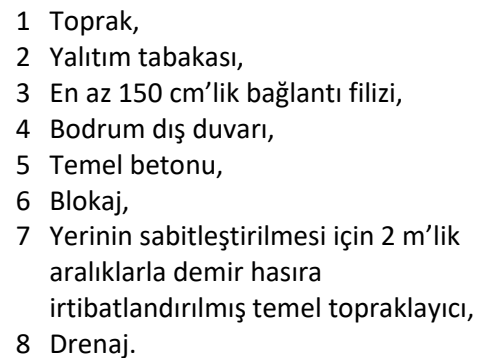 1 Toprak,
2 Yalıtım tabakası,
3 En az 150 cm’lik bağlantı filizi,
4 Bodrum dış duvarı,
5 Temel betonu,
6 Blokaj,
7 Yerinin sabitleştirilmesi için 2 m’lik
aralıklarla demir hasıra
irtibatlandırılmış temel topraklayıcı,
8 Drenaj.